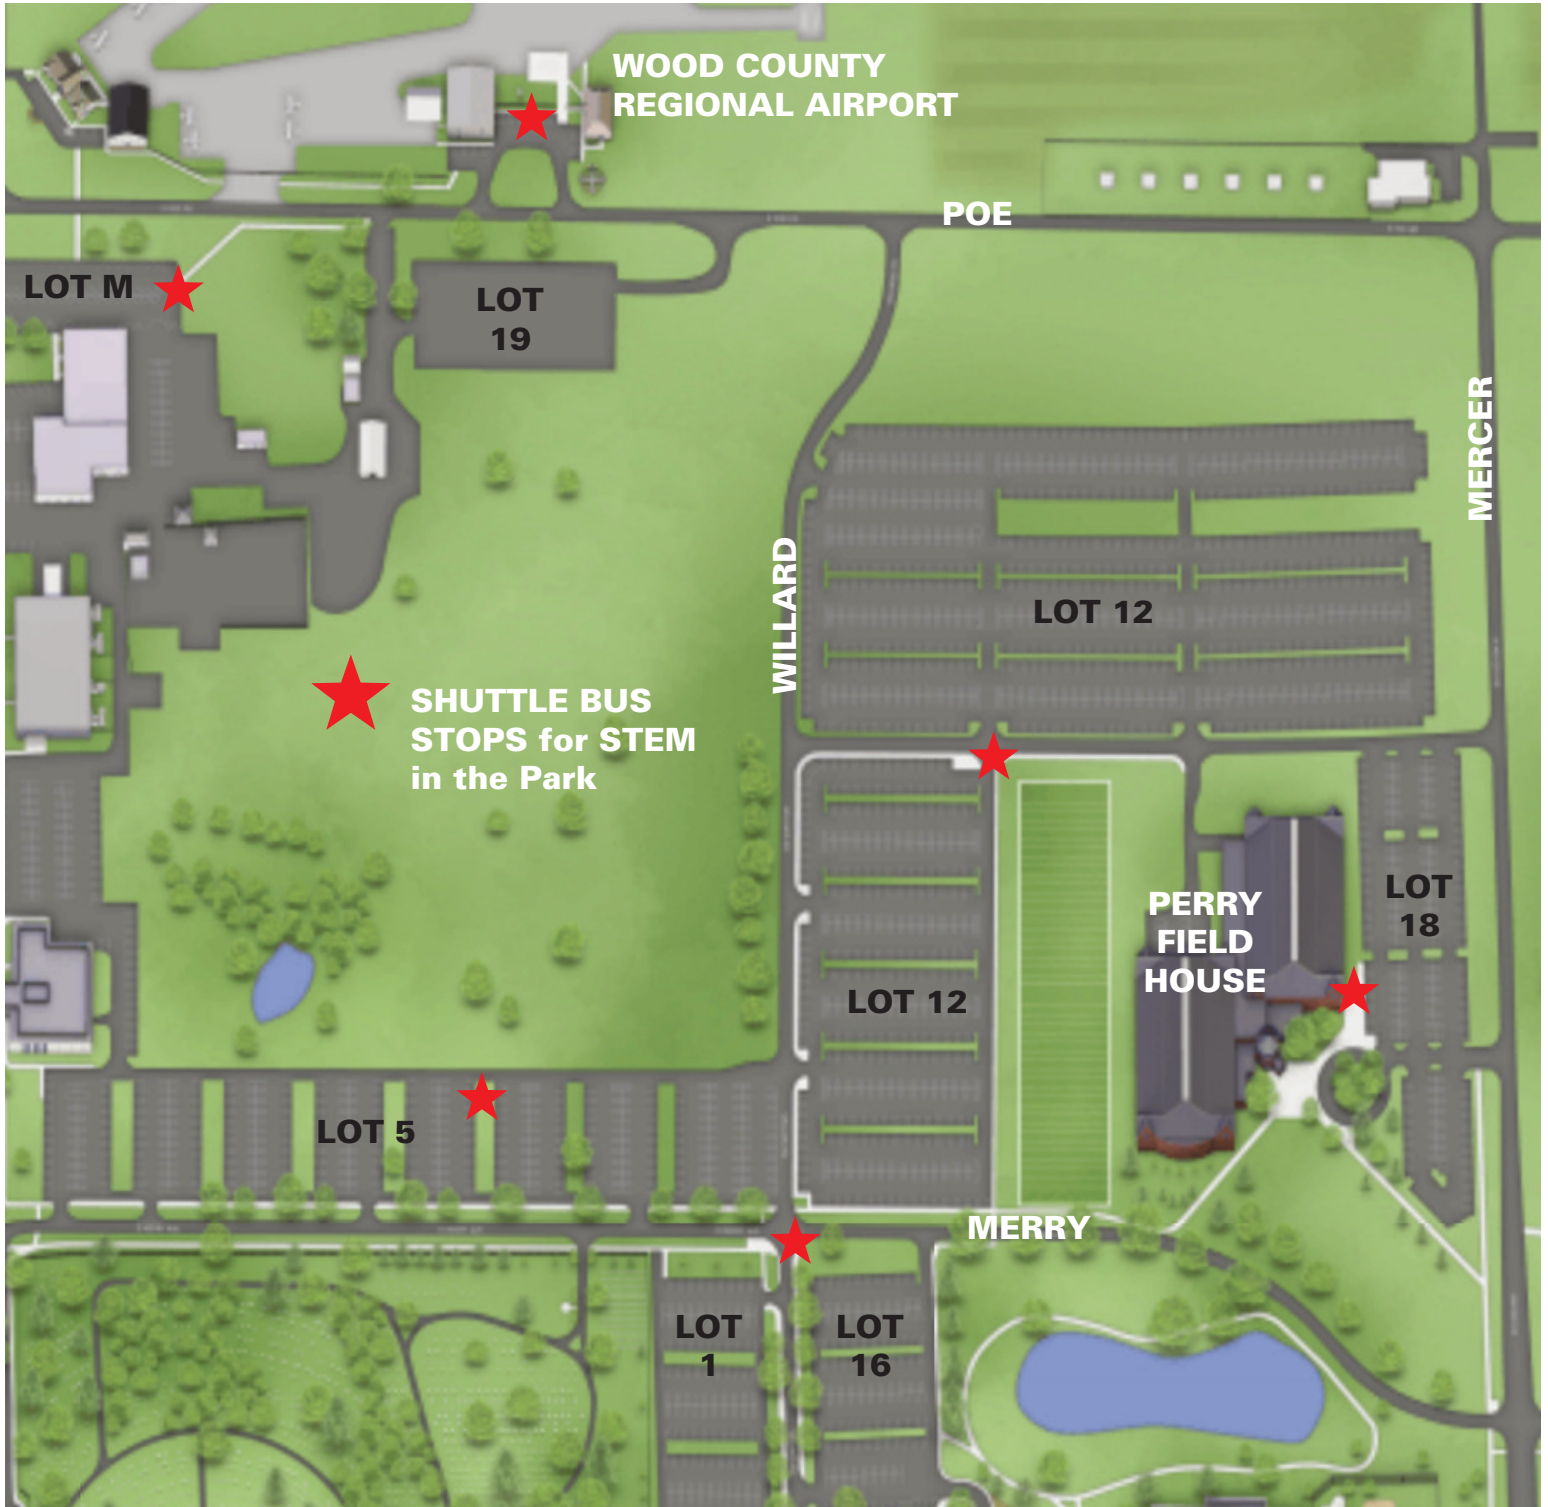 WOOD COUNTY
REGIONAL AIRPORT
POE
LOT M
LOT
19
MERCER
WILLARD
LOT 12
SHUTTLE BUS
STOPS for STEM
in the Park
PERRY
FIELD
HOUSE
LOT
18
LOT 12
LOT 5
MERRY
LOT
1
LOT
16